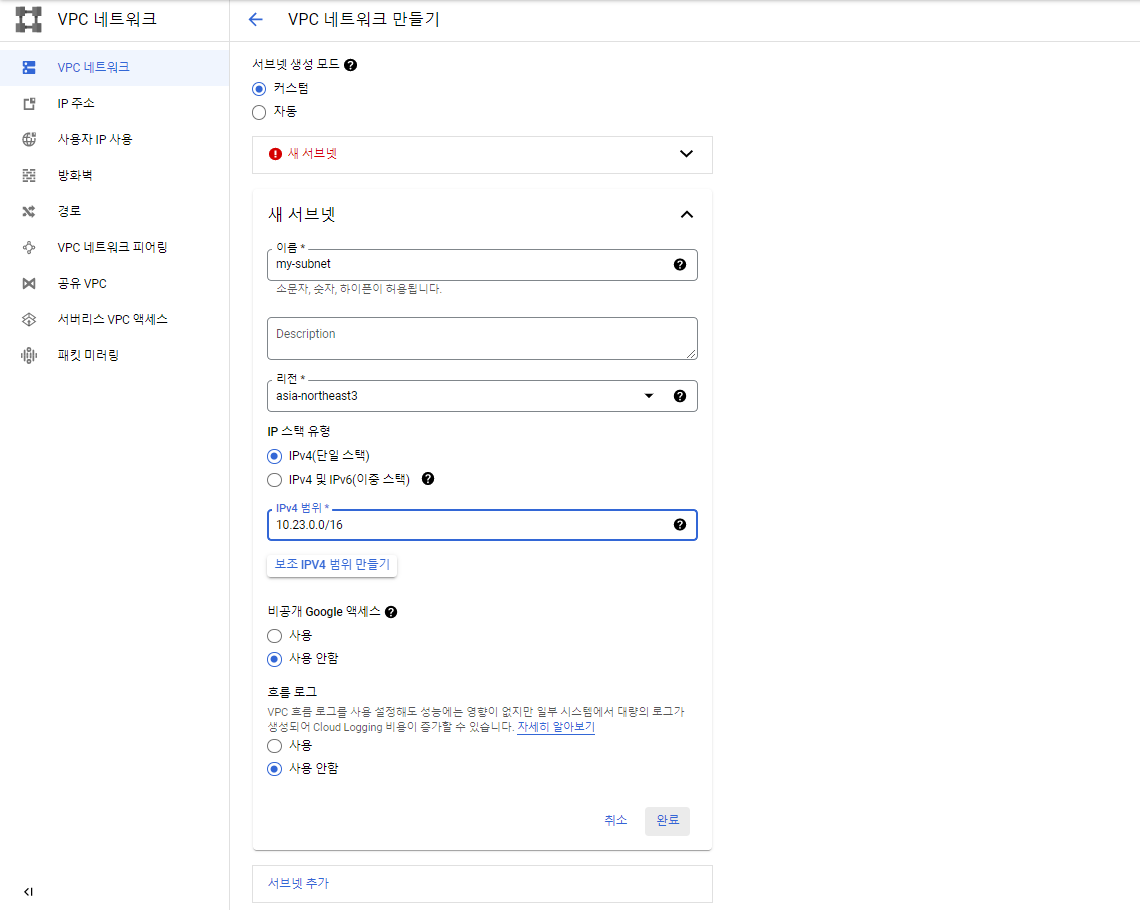 VPC 네트워크
VPC 네트워크 만들기
VPC 네트워크
IP 주소
사용자 IP 사용
방화벽
경로
VPC 네트워크 피어링
공유 VPC
서버리스 VPC 액세스
패킷 미러링
서브넷 생성 모드
커스텀
자동
새 서브넷
새 서브넷
이름 *
my-subnet
소문자, 숫자, 하이픈이 허용됩니다.
Description
리전 *
asia-northeast3
IP 스택 유형
IPv4(단일 스택)
IPv4 및 IPv6(이중 스택)
IPv4 범위 *
10.23.0.0/16
보조 IPV4 범위 만들기
비공개 Google 액세스
사용
사용 안함
흐름 로그
VPC 흐름 로그를 사용 설정해도 성능에는 영향이 없지만 일부 시스템에서 대량의 로그가
생성되어 Cloud Logging 비용이 증가할 수 있습니다. 자세히 알아보기
사용
사용 안함
취소
완료
서브넷 추가